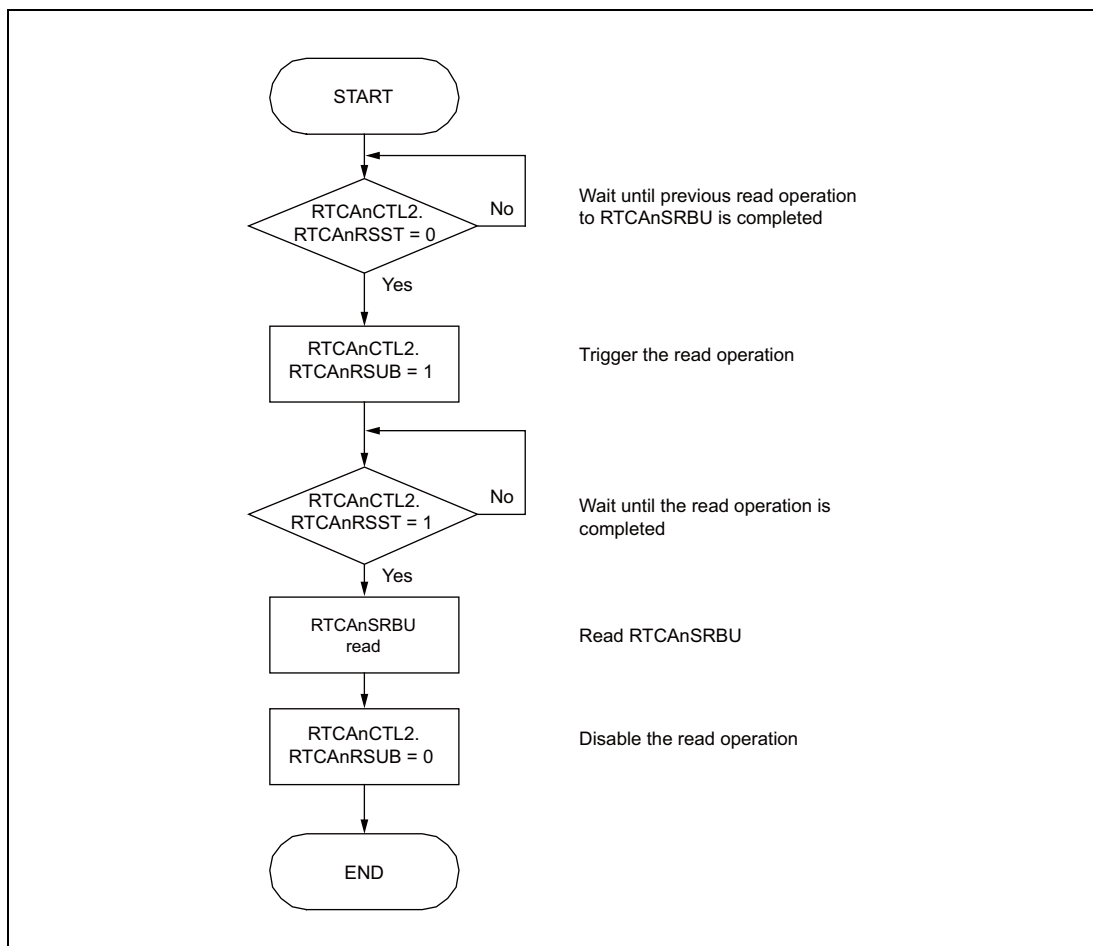 START
RTCAnCTL2.
RTCAnRSST = 0
No
Wait until previous read operation
to RTCAnSRBU is completed
Yes
RTCAnCTL2.
RTCAnRSUB = 1
Trigger the read operation
RTCAnCTL2.
RTCAnRSST = 1
No
Wait until the read operation is
completed
Yes
RTCAnSRBU
read
Read RTCAnSRBU
RTCAnCTL2.
RTCAnRSUB = 0
Disable the read operation
END